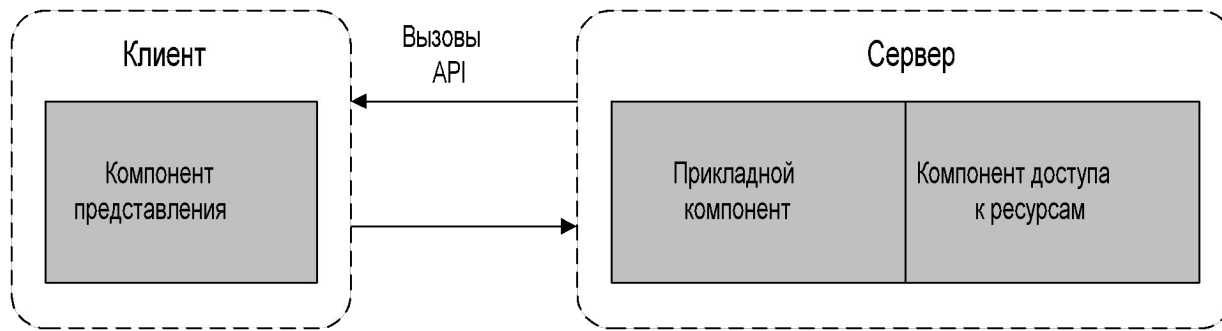 Клиент
Вызовы
API
Сервер
Компонент
представления
Прикладной
компонент
Компонент доступа
к ресурсам